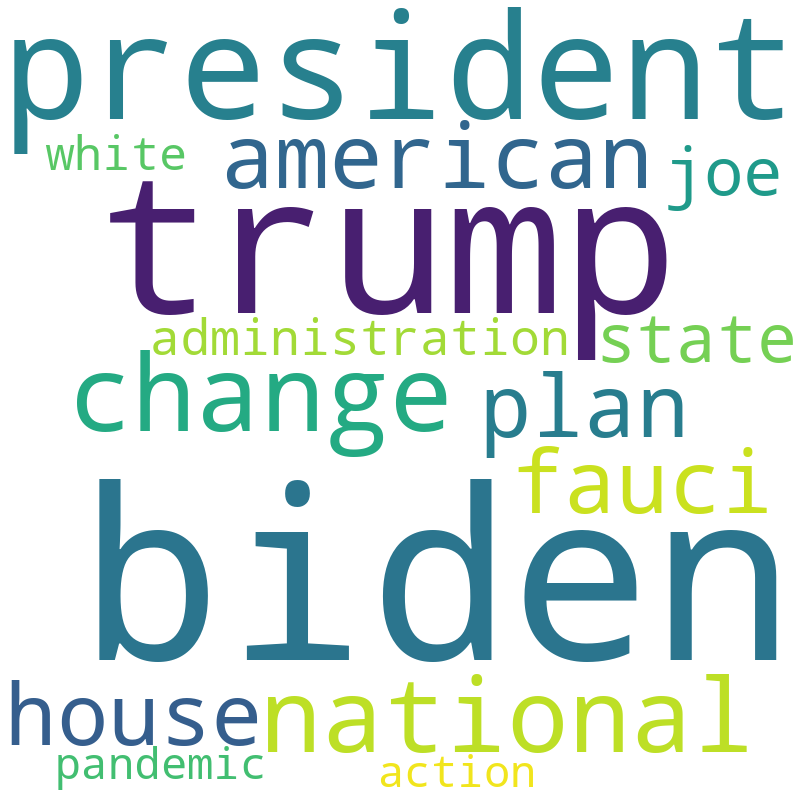 president
white american joe
trump
administration state
change plan
fauci
biden
house national
pandemic action